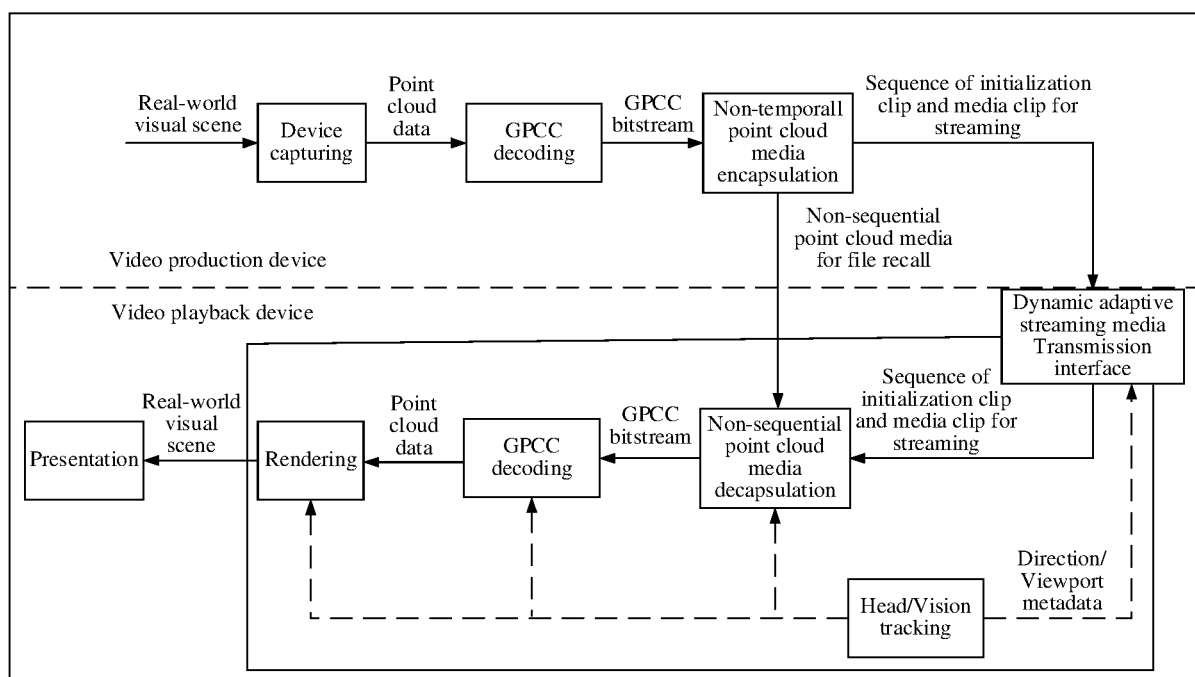 Real-world
visual scene
Device
capturing
Point
cloud
data
GPCC
decoding
GPCC
bitstream
Non-temporall
point cloud
media
encapsulation
Sequence of initialization
clip and media clip for
streaming
Non-sequential
point cloud media
for file recall
Video production device
Video playback device
Dynamic adaptive
streaming media
Transmission
interface
Presentation
Real-world
visual
scene
Rendering
Point
cloud
data
GPCC
decoding
GPCC
bitstream
Non-sequential
point cloud
media
decapsulation
Sequence of
initialization clip
and media clip for
streaming
Head/Vision
tracking
Direction/
Viewport
metadata